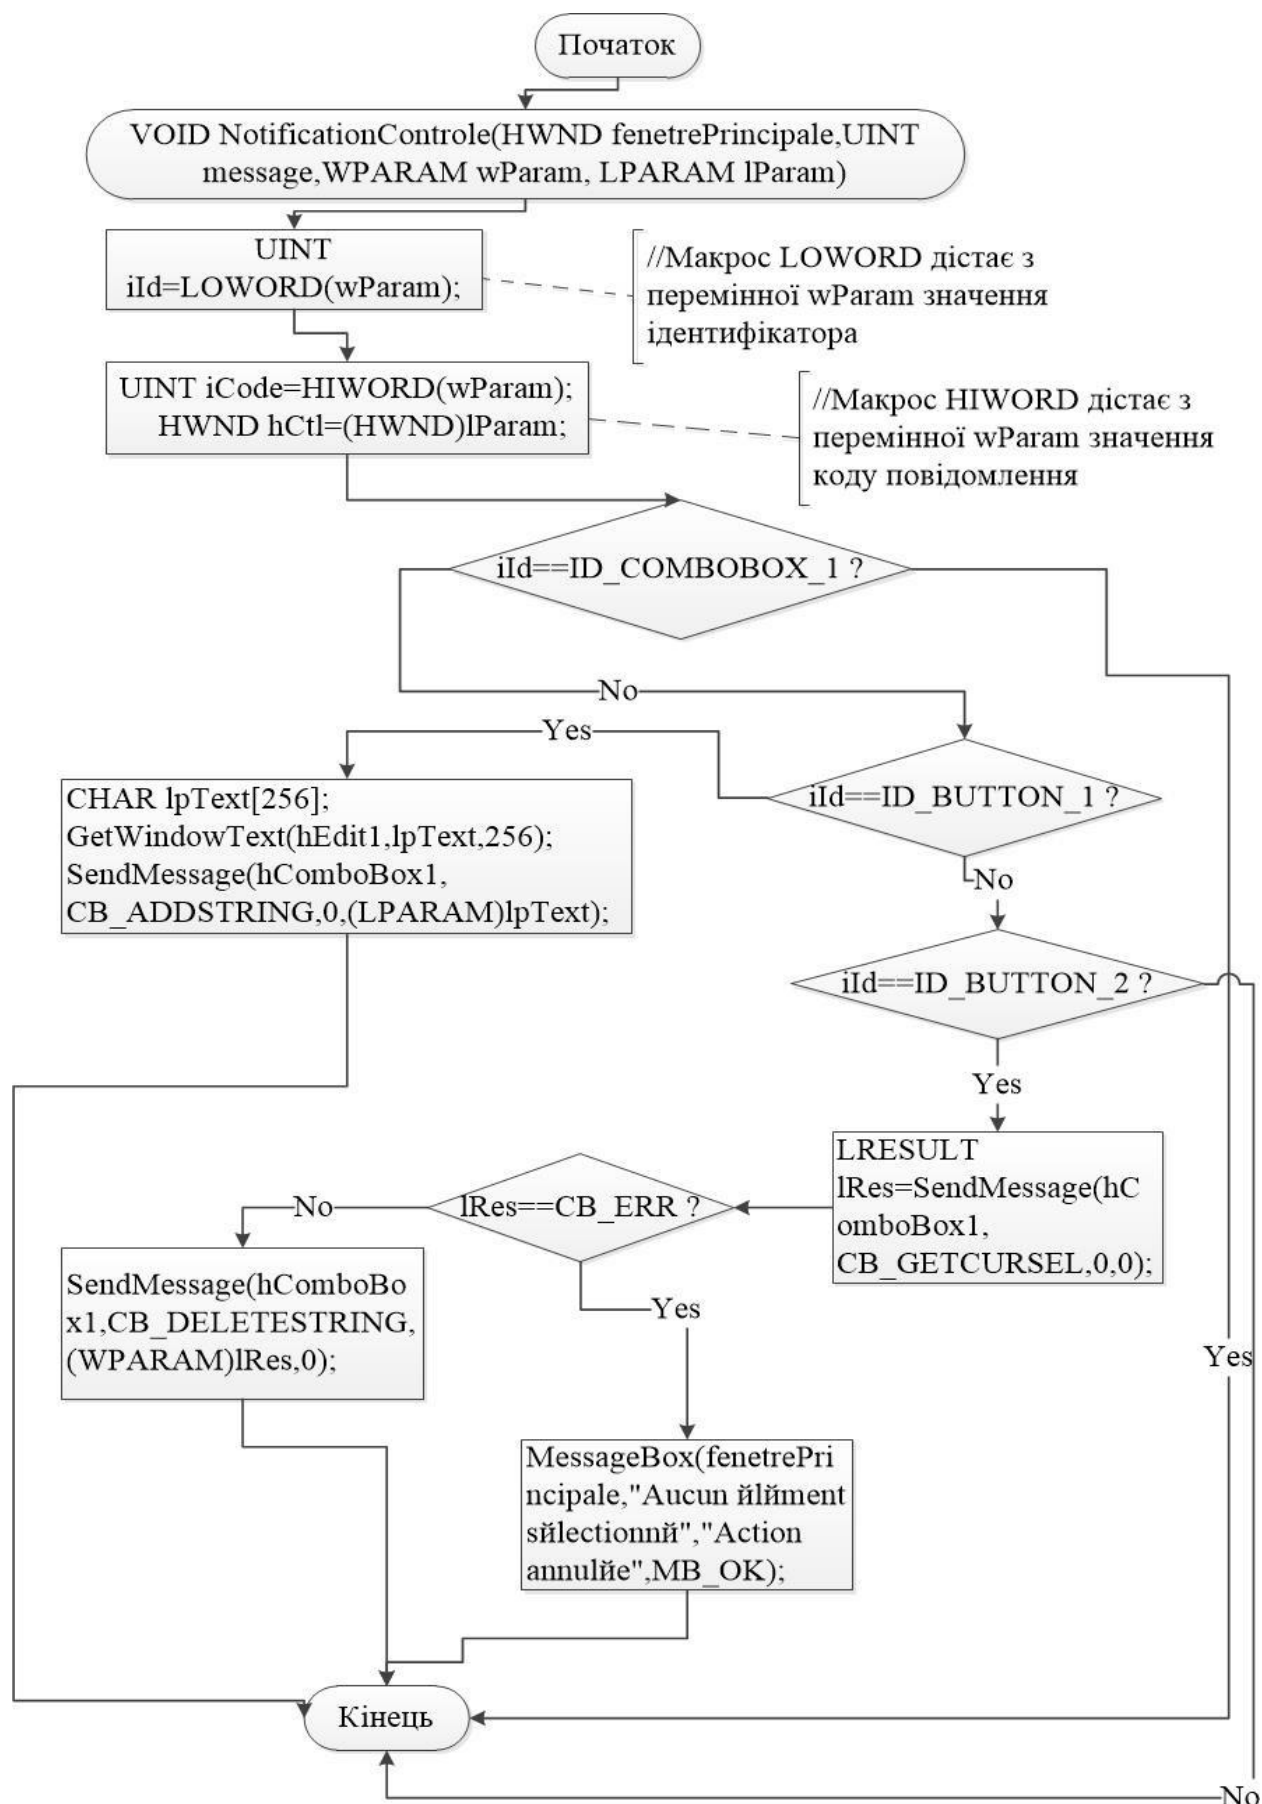 Початок
VOID NotificationControle(HWND fenetrePrincipale,UINT
message,WPARAM wParam, LPARAM lParam)
UINT
iId=LOWORD(wParam);
//Макрос LOWORD дістає з
перемінної wParam значення
ідентифікатора
UINT iCode=HIWORD(wParam);
HWND hCtl=(HWND)lParam;
//Макрос HIWORD дістає з
перемінної wParam значення
коду повідомлення
iId==ID_COMBOBOX_1 ?
No
Yes
iId==ID_BUTTON_1 ?
CHAR lpText[256];
GetWindowText(hEdit1,lpText,256);
SendMessage(hComboBox1,
CB_ADDSTRING,0,(LPARAM)lpText);
No
iId==ID_BUTTON_2 ?
Yes
LRESULT
lRes=SendMessage(hC
omboBox1,
CB_GETCURSEL,0,0);
lRes==CB_ERR ?
No
SendMessage(hComboBo
x1,CB_DELETESTRING,
(WPARAM)lRes,0);
Yes
Yes
MessageBox(fenetrePri
ncipale,"Aucun йlйment
sйlectionnй","Action
annulйe",MB_OK);
Кінець
No